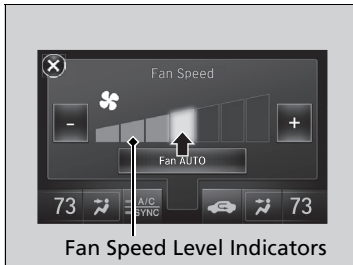 Fan Speed
-
+
Fan AUTO
73
A/C
SYNC
73
Fan Speed Level Indicators